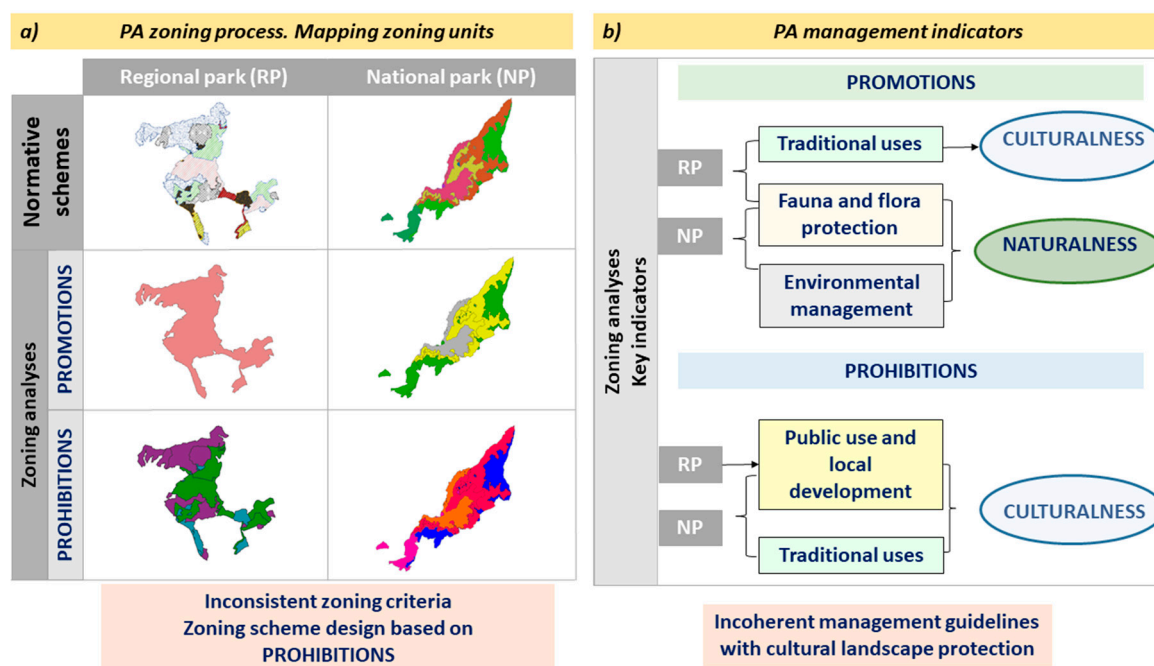 a) PA zoning process. Mapping zoning units
Regional park (RP)
National park (NP)
Normative
schemes
Zoning analyses
PROMOTIONS
PROHIBITIONS
Inconsistent zoning criteria
Zoning scheme design based on
PROHIBITIONS
b) PA management indicators
Zoning analyses
Key indicators
PROMOTIONS
RP
NP
Traditional uses
Fauna and flora
protection
Environmental
management
CULTURALNESS
NATURALNESS
PROHIBITIONS
RP
NP
Public use and
local
development
Traditional uses
CULTURALNESS
Incoherent management guidelines
with cultural landscape protection